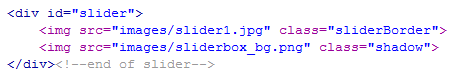 <div id="slider">
<img src="images/slider1.jpg" class="sliderBorder">
<img src="images/sliderbox_bg.png" class="shadow">
</div><!--end of slider-->